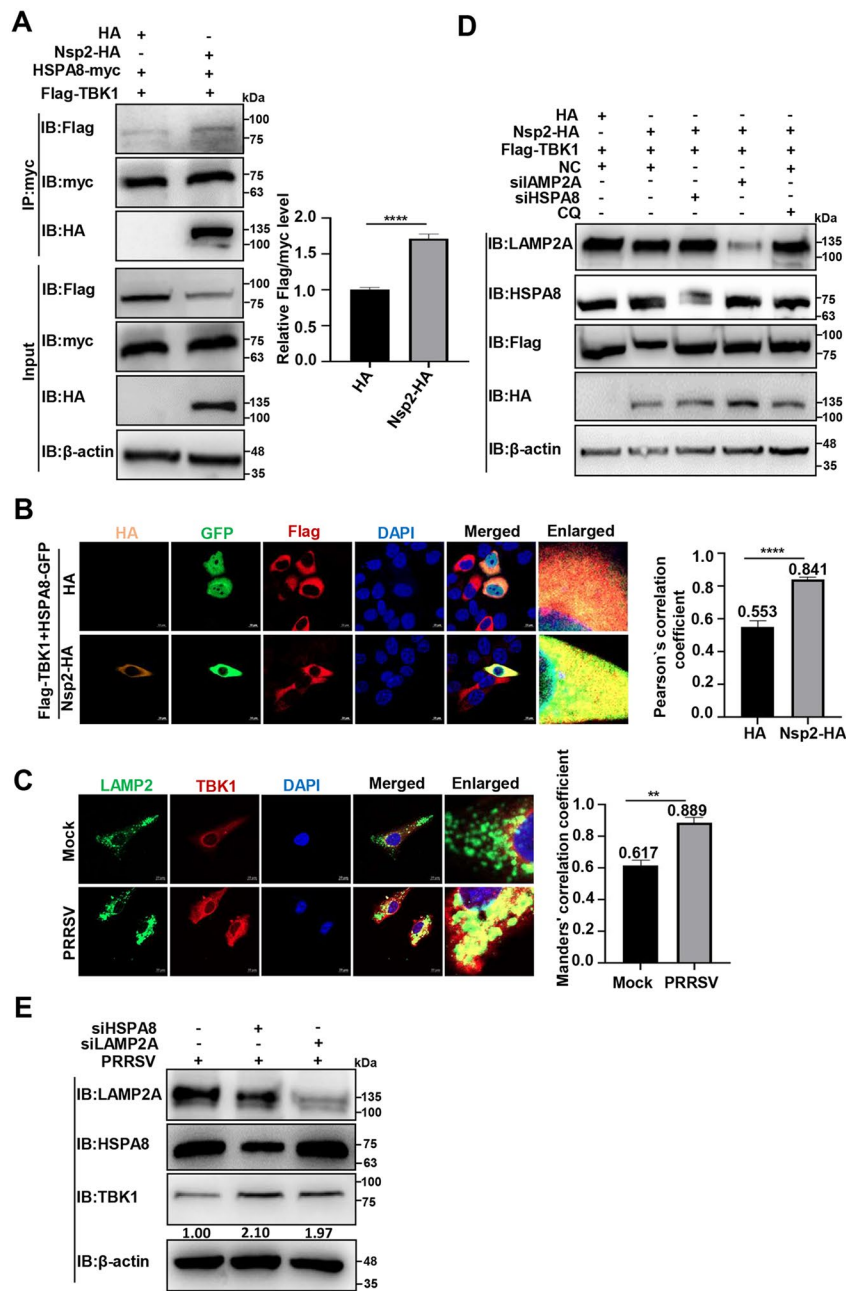 A
HA + -
Nsp2-HA - +
HSPA8-myc + +
Flag-TBK1 + +
kDa
IP:myc
IB:Flag
100
75
IB:myc
75
63
IB:HA
135
100
Input
IB:Flag
100
75
IB:myc
75
63
IB:HA
135
100
IB:β-actin
48
35
Relative Flag/myc level
2.0
1.5
1.0
0.5
0.0
****
HA
Nsp2-HA
D
HA + - - - -
Nsp2-HA - + + + +
Flag-TBK1 + + + + +
NC + + - - +
silAMP2A - - - + -
siHSPA8 - - + - -
CQ - - - - +
kDa
IB:LAMP2A
135
100
IB:HSPA8
75
63
IB:Flag
100
75
IB:HA
135
100
IB:β-actin
48
35
B
HA GFP Flag DAPI Merged Enlarged
Flag-TBK1+HSPA8-GFP
HA
Nsp2-HA
Pearson`s correlation
coefficient
1.0
0.8
0.6
0.4
0.2
0.0
****
0.553
0.841
HA Nsp2-HA
C
LAMP2 TBK1 DAPI Merged Enlarged
Mock
PRRSV
Manders' correlation coefficient
1.0
0.8
0.6
0.4
0.2
0.0
**
0.617
0.889
Mock PRRSV
E
siHSPA8 - + -
siLAMP2A - - +
PRRSV + + +
kDa
IB:LAMP2A
135
100
IB:HSPA8
75
63
IB:TBK1
100
75
1.00 2.10 1.97
IB:β-actin
48
35